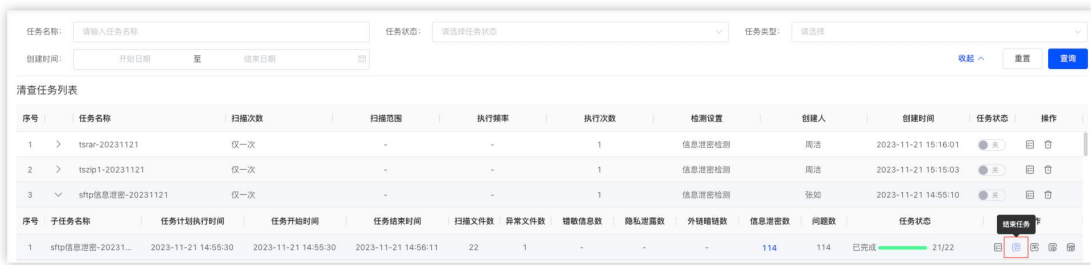 任务名称: 请输入任务名称 任务状态: 请选择任务状态 任务类型: 请选择
创建时间: 开始日期 至 结束日期 收起 重置 查询
清查任务列表
序号 任务名称 扫描次数 扫描范围 执行频率 执行次数 检测设置 创建人 创建时间 任务状态 操作
1 tsrar-20231121 仅一次 - - 1 信息泄密检测 周洁 2023-11-21 15:16:01 关
2 tszip1-20231121 仅一次 - - 1 信息泄密检测 周洁 2023-11-21 15:15:03 关
3 sftp信息泄密-20231121 仅一次 - - 1 信息泄密检测 张如 2023-11-21 14:55:10 关
序号 子任务名称 任务计划执行时间 任务开始时间 任务结束时间 扫描文件数 异常文件数 错敏信息数 隐私泄露数 外链暗链数 信息泄密数 问题数 任务状态 结束任务 作
1 sftp信息泄密-20231... 2023-11-21 14:55:30 2023-11-21 14:55:30 2023-11-21 14:56:11 22 1 - - - 114 114 已完成 21/22